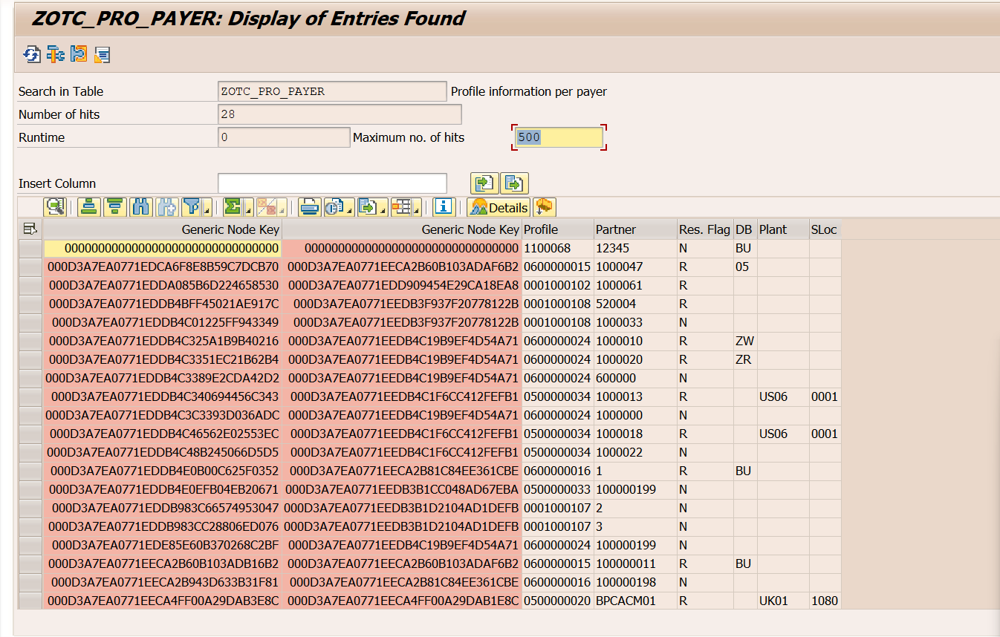 ZOTC_PRO_PAYER: Display of Entries Found
Search in Table ZOTC_PRO_PAYER Profile information per payer
Number of hits 28
Runtime 0 Maximum no. of hits 500
Insert Column
Details
Generic Node Key Generic Node Key Profile Partner Res. Flag DB Plant SLoc
00000000000000000000000000000000 00000000000000000000000000000000 1100068 12345 N BU
000D3A7EA0771EDCA6F8E8B59C7DCB70 000D3A7EA0771EECA2B60B103ADAF6B2 0600000015 1000047 R 05
000D3A7EA0771EDDA085B6D224658530 000D3A7EA0771EDD909454E29CA18EA8 0001000102 1000061 R
000D3A7EA0771EDDB4BFF45021AE917C 000D3A7EA0771EEDB3F937F20778122B 0001000108 520004 R
000D3A7EA0771EDDB4C01225FF943349 000D3A7EA0771EEDB3F937F20778122B 0001000108 1000033 N
000D3A7EA0771EDDB4C325A1B9B40216 000D3A7EA0771EEDB4C19B9EF4D54A71 0600000024 1000010 R ZW
000D3A7EA0771EDDB4C3351EC21B62B4 000D3A7EA0771EEDB4C19B9EF4D54A71 0600000024 1000020 R ZR
000D3A7EA0771EDDB4C3389E2CDA42D2 000D3A7EA0771EEDB4C19B9EF4D54A71 0600000024 600000 N
000D3A7EA0771EDDB4C340694456C343 000D3A7EA0771EEDB4C1F6CC412FEFB1 0500000034 1000013 R US06 0001
000D3A7EA0771EDDB4C3C3393D036ADC 000D3A7EA0771EEDB4C19B9EF4D54A71 0600000024 1000000 N
000D3A7EA0771EDDB4C46562E02553EC 000D3A7EA0771EEDB4C1F6CC412FEFB1 0500000034 1000018 R US06 0001
000D3A7EA0771EDDB4C48B245066D5D5 000D3A7EA0771EEDB4C1F6CC412FEFB1 0500000034 1000022 N
000D3A7EA0771EDDB4E0B00C625F0352 000D3A7EA0771EECA2B81C84EE361CBE 0600000016 1 R BU
000D3A7EA0771EDDB4E0EFB04EB20671 000D3A7EA0771EEDB3B1CC048AD67EBA 0500000033 100000199 N
000D3A7EA0771EDDB983C66574953047 000D3A7EA0771EEDB3B1D2104AD1DEFB 0001000107 2 N
000D3A7EA0771EDDB983CC28806ED076 000D3A7EA0771EEDB3B1D2104AD1DEFB 0001000107 3 N
000D3A7EA0771EDE85E60B370268C2BF 000D3A7EA0771EEDB4C19B9EF4D54A71 0600000024 100000199 N
000D3A7EA0771EECA2B60B103ADB16B2 000D3A7EA0771EECA2B60B103ADAF6B2 0600000015 100000011 R BU
000D3A7EA0771EECA2B943D633B31F81 000D3A7EA0771EECA2B81C84EE361CBE 0600000016 100000198 N
000D3A7EA0771EECA4FF00A29DAB3E8C 000D3A7EA0771EECA4FF00A29DAB1E8C 0500000020 BPCACM01 R UK01 1080